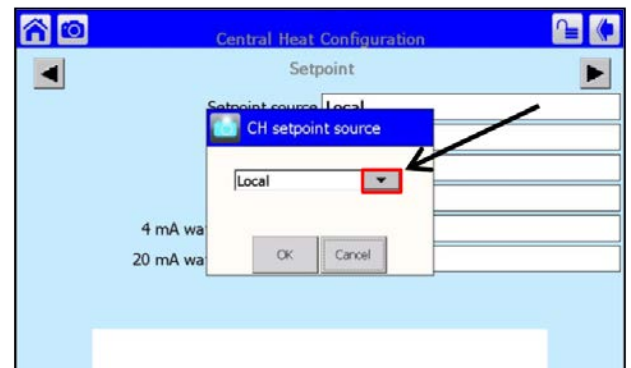 Central Heat Configuration
Setpoint
Setpoint source Local
CH setpoint source
Local
4 mA wa
OK Cancel
20 mA wa